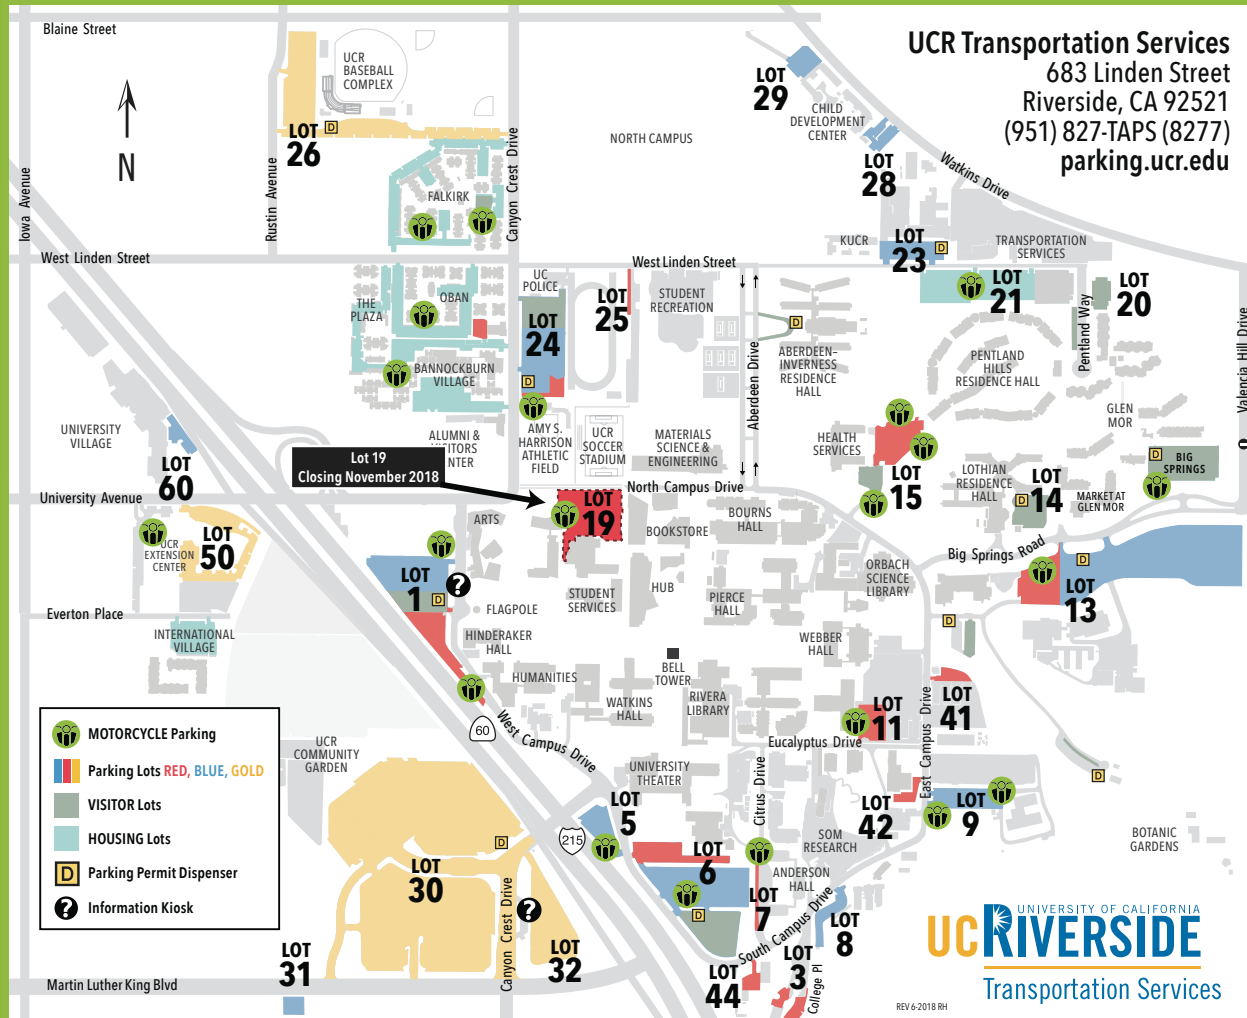 Blaine Street
UCR Transportation Services
683 Linden Street
Riverside, CA 92521
(951) 827-TAPS (8277)
parking.ucr.edu
UCR
BASEBALL
COMPLEX
LOT
29
CHILD
DEVELOPMENT
CENTER
LOT
26
D
NORTH CAMPUS
N
LOT
28
Watkins Drive
Iowa Avenue
Rustin Avenue
Canyon Crest Drive
FALKIRK
KUCR
LOT
23
D
TRANSPORTATION
SERVICES
West Linden Street
West Linden Street
UC
POLICE
THE
PLAZA
OBAN
LOT
24
D
LOT
25
STUDENT
RECREATION
LOT
21
LOT
20
Pentland Way
Valencia Hill Drive
D
ABERDEEN–
INVERNESS
RESIDENCE
HALL
Aberdeen Drive
PENTLAND
HILLS
RESIDENCE HALL
BANNOCKBURN
VILLAGE
UNIVERSITY
VILLAGE
LOT
60
ALUMNI &
VISITORS
NTER
AMY S.
HARRISON
ATHLETIC
FIELD
UCR
SOCCER
STADIUM
MATERIALS
SCIENCE &
ENGINEERING
HEALTH
SERVICES
LOT
15
GLEN
MOR
D
BIG
SPRINGS
LOTHIAN
RESIDENCE
HALL
D
LOT
14
MARKET AT
GLEN MOR
Lot 19
Closing November 2018
University Avenue
North Campus Drive
LOT
19
ARTS
BOOKSTORE
BOURNS
HALL
UCR
EXTENSION
CENTER
LOT
50
Big Springs Road
LOT
1
D
?
D
LOT
13
ORBACH
SCIENCE
LIBRARY
STUDENT
SERVICES
HUB
PIERCE
HALL
FLAGPOLE
Everton Place
INTERNATIONAL
VILLAGE
HINDERAKER
HALL
D
WEBBER
HALL
BELL
TOWER
HUMANITIES
WATKINS
HALL
RIVERA
LIBRARY
LOT
11
LOT
41
East Campus Drive
60
West Campus Drive
Eucalyptus Drive
MOTORCYCLE Parking
Parking Lots RED, BLUE, GOLD
VISITOR Lots
HOUSING Lots
D
Parking Permit Dispenser
?
Information Kiosk
UCR
COMMUNITY
GARDEN
UNIVERSITY
THEATER
Citrus Drive
D
LOT
5
LOT
42
LOT
9
215
D
SOM
RESEARCH
BOTANIC
GARDENS
LOT
30
LOT
6
D
ANDERSON
HALL
LOT
7
Canyon Crest Drive
?
LOT
32
LOT
8
South Campus Drive
LOT
31
LOT
44
LOT
3
College Pl
Martin Luther King Blvd
UNIVERSITY OF CALIFORNIA
UCRIVERSIDE
Transportation Services
REV 6-2018 RH